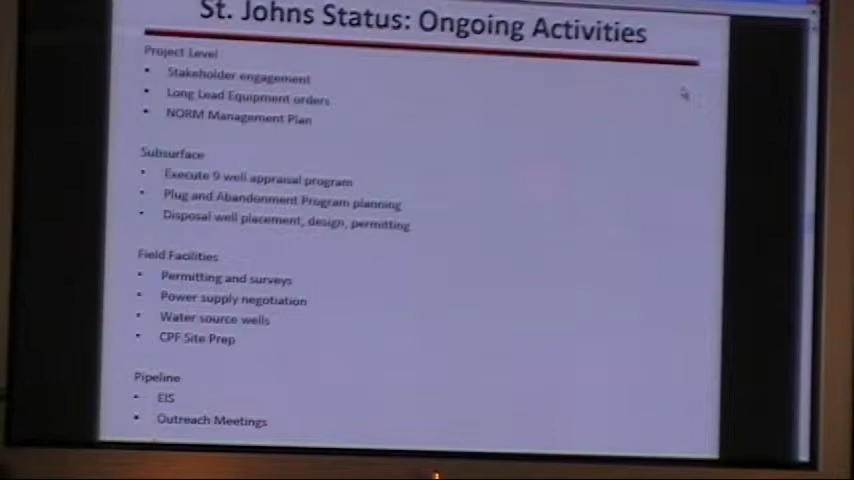 St. Johns Status: Ongoing Activities
Project Level
• Stakeholder engagement
• Long Lead Equipment orders
• NORM Management Plan
Subsurface
• Execute 9 well appraisal program
• Plug and Abandonment Program planning
• Disposal well placement, design, permitting
Field Facilities
• Permitting and surveys
• Power supply negotiation
• Water source wells
• CPF Site Prep
Pipeline
• EIS
• Outreach Meetings